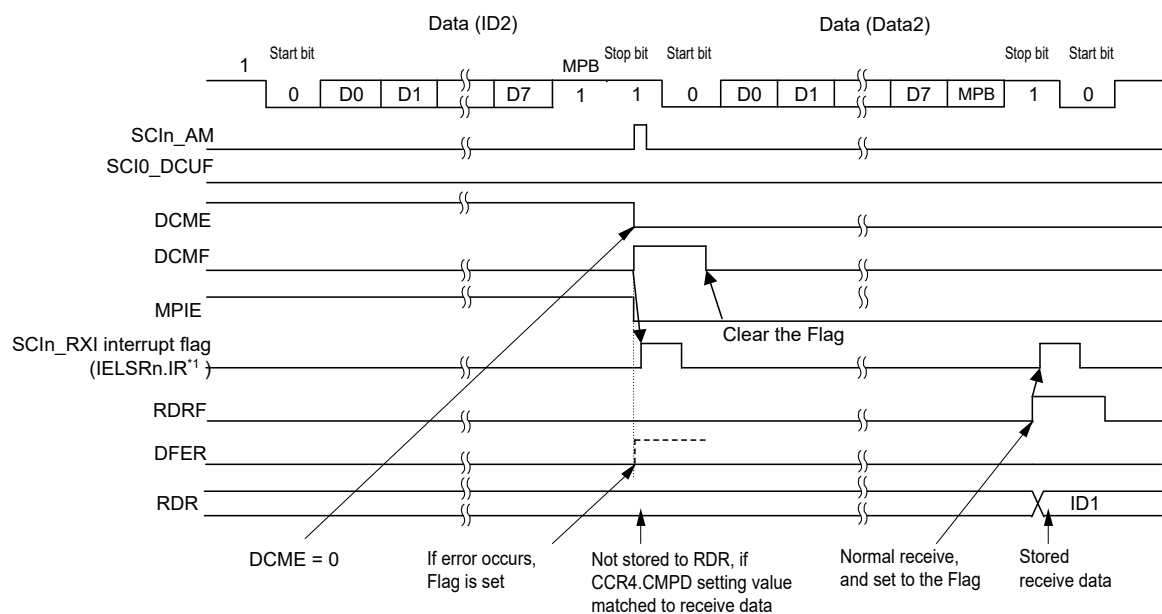 Data (ID2) Data (Data2)
Start bit Stop bit Start bit Stop bit Start bit
1 MPB
0 D0 D1 D7 1 1 0 D0 D1 D7 MPB 1 0
SCIn_AM
SCI0_DCUF
DCME
DCMF
MPIE
Clear the Flag
SCIn_RXI interrupt flag
(IELSRn.IR*1 )
RDRF
DFER
RDR ID1
DCME = 0
If error occurs,
Flag is set
Not stored to RDR, if
CCR4.CMPD setting value
matched to receive data
Normal receive,
and set to the Flag
Stored
receive data